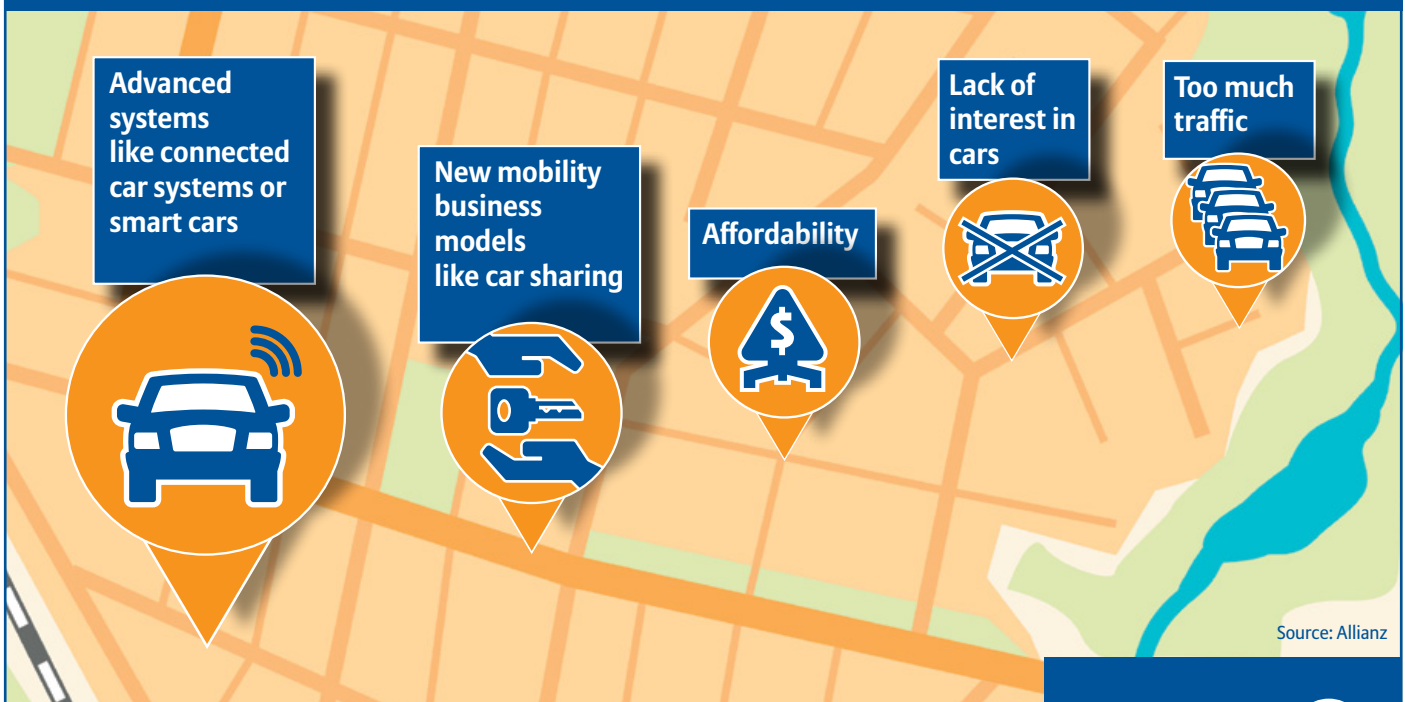 Advanced
systems
like connected
car systems or
smart cars
New mobility
business
models
like car sharing
Affordability
$
Lack of
interest in
cars
Too much
traffic
Source: Allianz